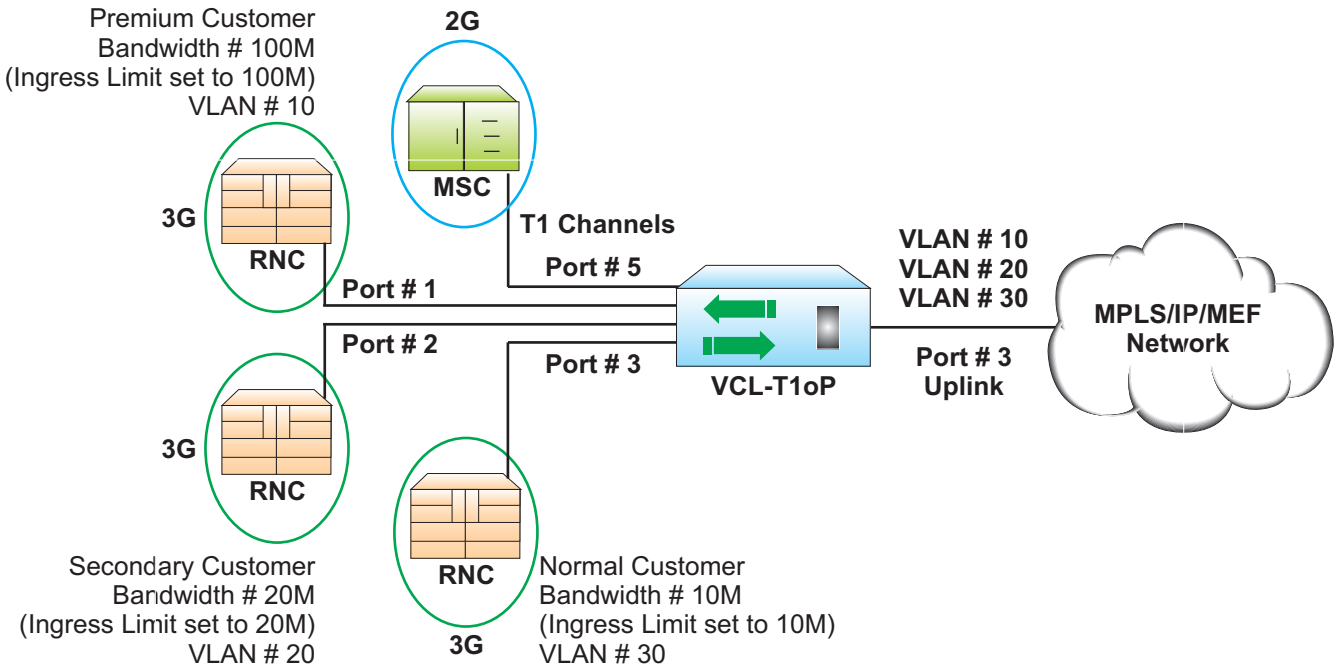 Premium Customer
Bandwidth # 100M
(Ingress Limit set to 100M)
VLAN # 10
2G
MSC
3G
RNC
T1 Channels
Port # 5
Port # 1
Port # 2
Port # 3
VCL-T1oP
VLAN # 10
VLAN # 20
VLAN # 30
Port # 3
Uplink
MPLS/IP/MEF
Network
3G
RNC
Secondary Customer
Bandwidth # 20M
(Ingress Limit set to 20M)
VLAN # 20
RNC
3G
Normal Customer
Bandwidth # 10M
(Ingress Limit set to 10M)
VLAN # 30